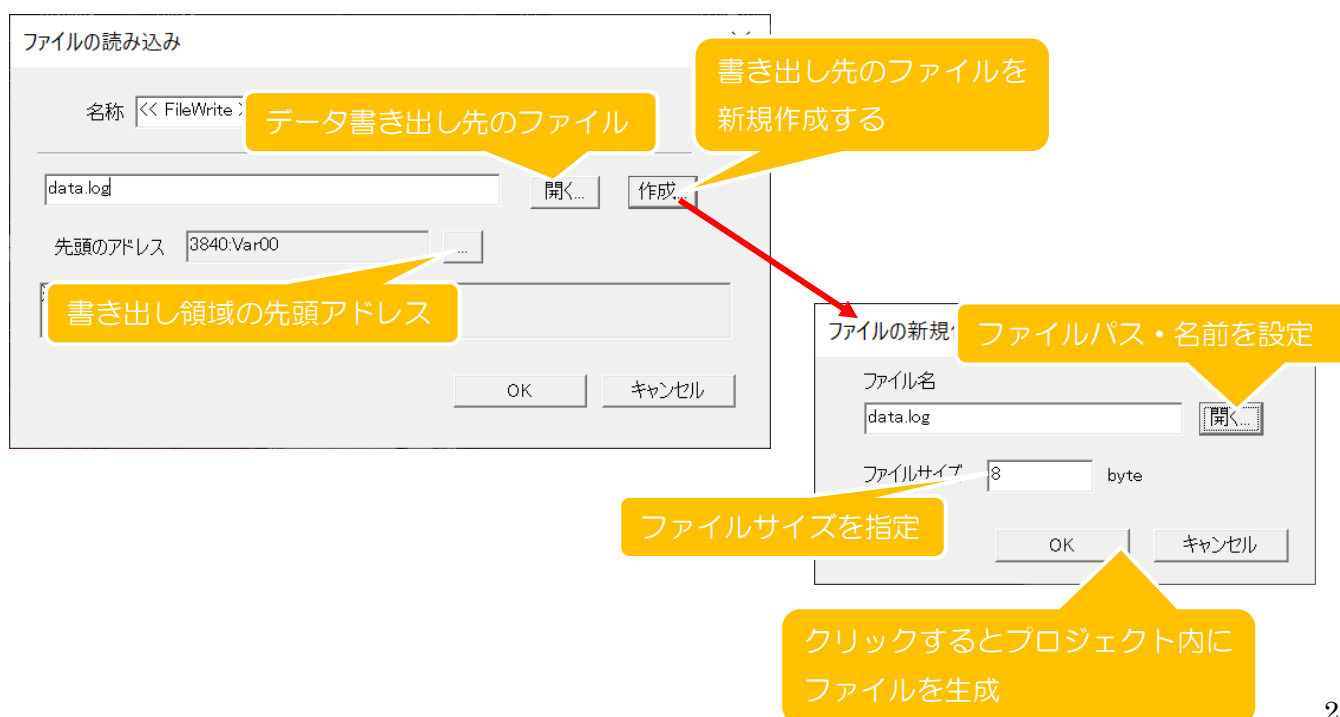 ファイルの読み込み
書き出し先のファイルを
新規作成する
名称
<< FileWrite
データ書き出し先のファイル
data.log
開く...
作成...
先頭のアドレス
3840:Var00
...
書き出し領域の先頭アドレス
OK
キャンセル
ファイルの新規
ファイルパス・名前を設定
ファイル名
data.log
開く...
ファイルサイズ
8
byte
ファイルサイズを指定
OK
キャンセル
クリックするとプロジェクト内に
ファイルを生成
2